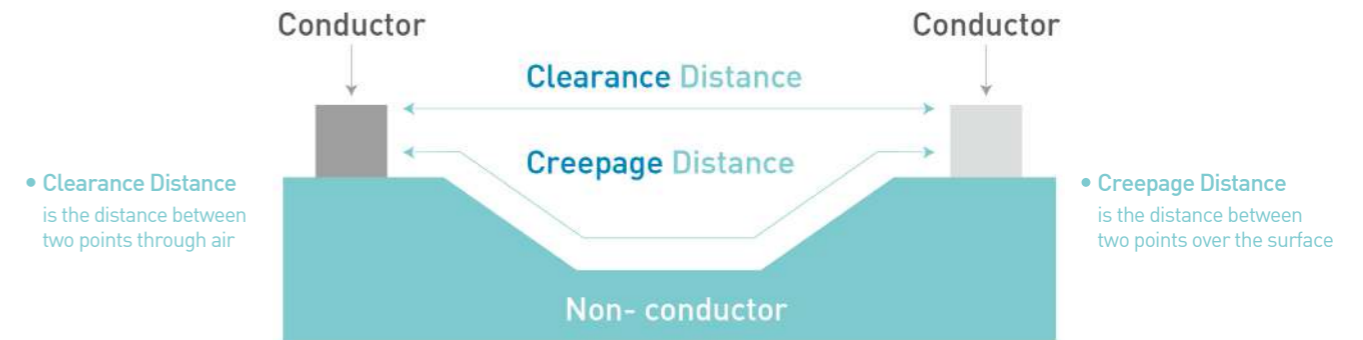 Conductor
Conductor
Clearance Distance
Creepage Distance
• Clearance Distance
is the distance between
two points through air
• Creepage Distance
is the distance between
two points over the surface
Non- conductor